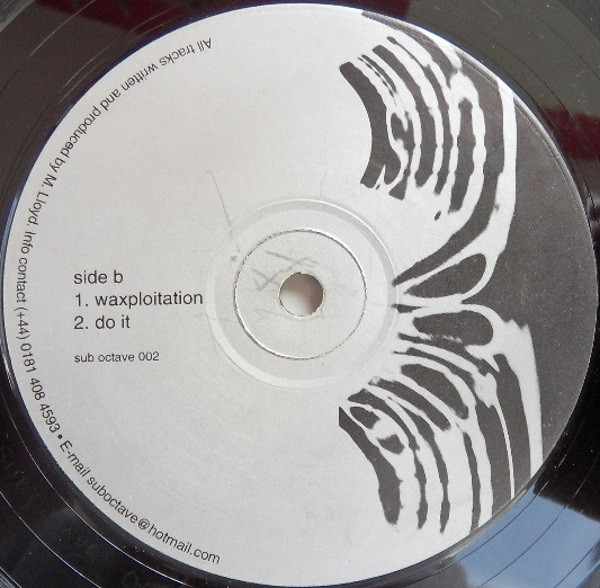 side b
1. waxploitation
2. do it
sub octave 002
All tracks written and produced by M. Lloyd. Info contact (+44) 0181 408 4593 • E-mail suboctave@hotmail.com